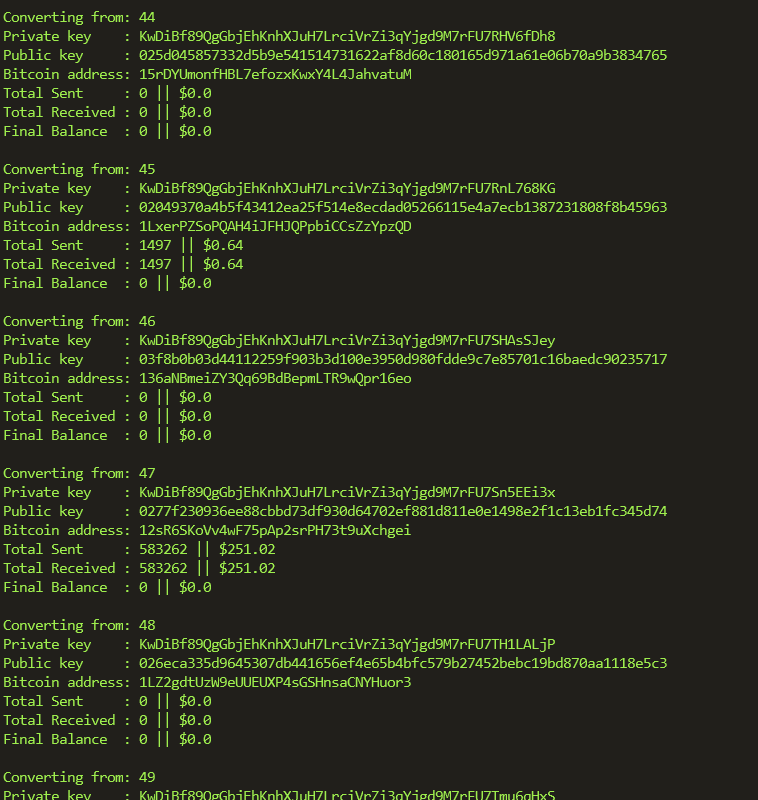 Converting from: 44
Private key    : KwDiBf89QgGbjEhKnhXJuH7LrciVrZi3qYjgd9M7rFU7RHV6fDh8
Public key     : 025d045857332d5b9e541514731622af8d60c180165d971a61e06b70a9b3834765
Bitcoin address: 15rDYUmonfHBL7efozxKwxY4L4JahvatuM
Total Sent     : 0 || $0.0
Total Received : 0 || $0.0
Final Balance  : 0 || $0.0
Converting from: 45
Private key    : KwDiBf89QgGbjEhKnhXJuH7LrciVrZi3qYjgd9M7rFU7RnL768KG
Public key     : 02049370a4b5f43412ea25f514e8ecdad05266115e4a7ecb1387231808f8b45963
Bitcoin address: 1LxerPZSoPQAH4iJFHJQPpbiCCsZzYpzQD
Total Sent     : 1497 || $0.64
Total Received : 1497 || $0.64
Final Balance  : 0 || $0.0
Converting from: 46
Private key    : KwDiBf89QgGbjEhKnhXJuH7LrciVrZi3qYjgd9M7rFU7SHAsSJey
Public key     : 03f8b0b03d44112259f903b3d100e3950d980fdde9c7e85701c16baedc90235717
Bitcoin address: 136aNBmeiZY3Qq69BdBepmLTR9wQpr16eo
Total Sent     : 0 || $0.0
Total Received : 0 || $0.0
Final Balance  : 0 || $0.0
Converting from: 47
Private key    : KwDiBf89QgGbjEhKnhXJuH7LrciVrZi3qYjgd9M7rFU7Sn5EEi3x
Public key     : 0277f230936ee88cbbd73df930d64702ef881d811e0e1498e2f1c13eb1fc345d74
Bitcoin address: 12sR6SKoVv4wF75pAp2srPH73t9uXchgei
Total Sent     : 583262 || $251.02
Total Received : 583262 || $251.02
Final Balance  : 0 || $0.0
Converting from: 48
Private key    : KwDiBf89QgGbjEhKnhXJuH7LrciVrZi3qYjgd9M7rFU7TH1LALjP
Public key     : 026eca335d9645307db441656ef4e65b4bfc579b27452bebc19bd870aa1118e5c3
Bitcoin address: 1LZ2gdtUzW9eUUEUXP4sGSHnsaCNYHuor3
Total Sent     : 0 || $0.0
Total Received : 0 || $0.0
Final Balance  : 0 || $0.0
Converting from: 49
Private key    : KwDiBf89QgGbjEhKnhXJuH7LrciVrZi3qYjgd9M7rFU7Tmu6qHxS